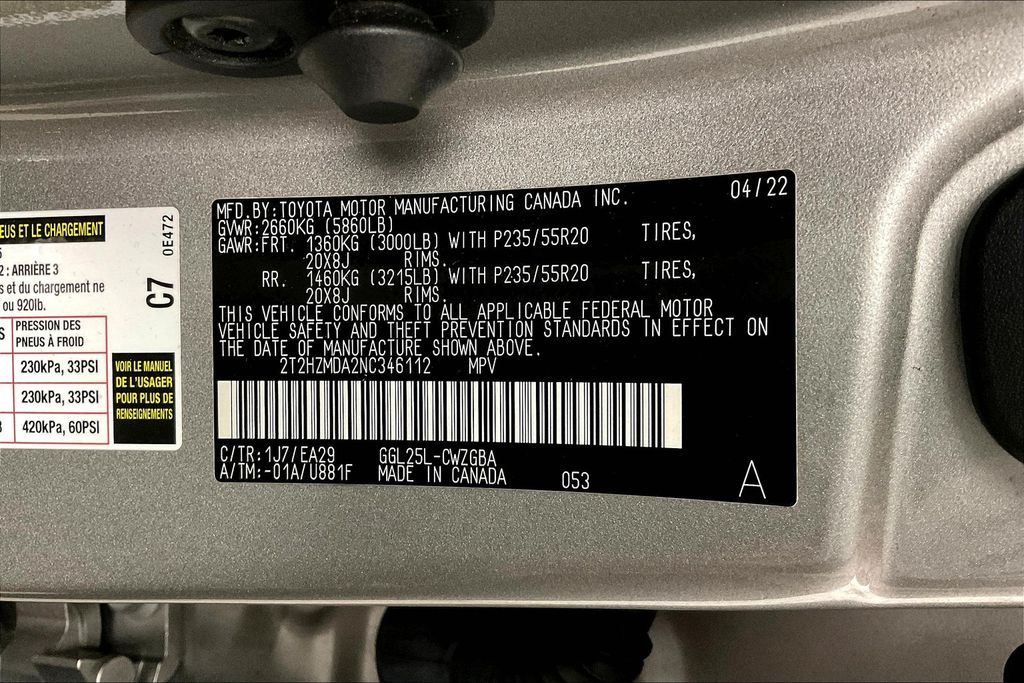 EUS ET LE CHARGEMENT
2 : ARRIÈRE 3
s et du chargement ne
ou 920lb.
PRESSION DES
PNEUS À FROID
230kPa, 33PSI
230kPa, 33PSI
420kPa, 60PSI
C7
0E472
VOIR LE MANUEL
DE L'USAGER
POUR PLUS DE
RENSEIGNEMENTS
MFD.BY:TOYOTA MOTOR MANUFACTURING CANADA INC. 04/22
GVWR:2660KG (5860LB)
GAWR:FRT. 1360KG (3000LB) WITH P235/55R20 TIRES,
20X8J RIMS.
RR. 1460KG (3215LB) WITH P235/55R20 TIRES,
20X8J RIMS.
THIS VEHICLE CONFORMS TO ALL APPLICABLE FEDERAL MOTOR
VEHICLE SAFETY AND THEFT PREVENTION STANDARDS IN EFFECT ON
THE DATE OF MANUFACTURE SHOWN ABOVE.
2T2HZMDA2NC346112 MPV
C/TR:1J7/EA29 GGL25L-CWZGBA
A/TM:-01A/U881F MADE IN CANADA 053 A